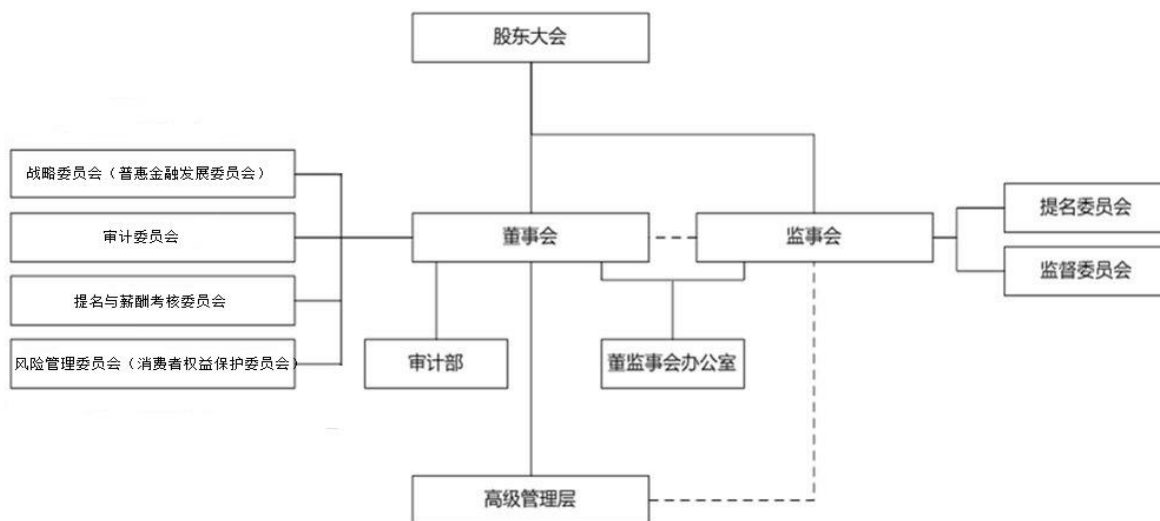 股东大会
战略委员会（普惠金融发展委员会）
审计委员会
提名与薪酬考核委员会
风险管理委员会（消费者权益保护委员会）
董事会
监事会
提名委员会
监督委员会
审计部
董监事会办公室
高级管理层